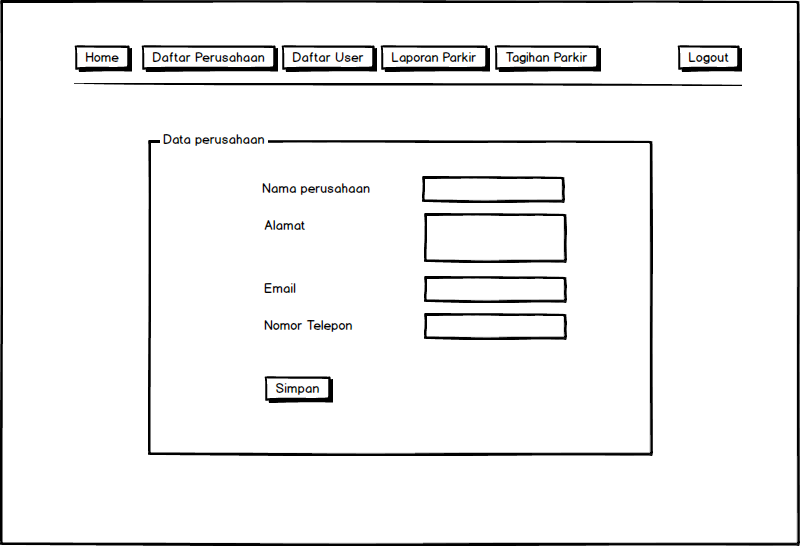 Home Daftar Perusahaan Daftar User Laporan Parkir Tagihan Parkir Logout
Data perusahaan
Nama perusahaan
Alamat
Email
Nomor Telepon
Simpan